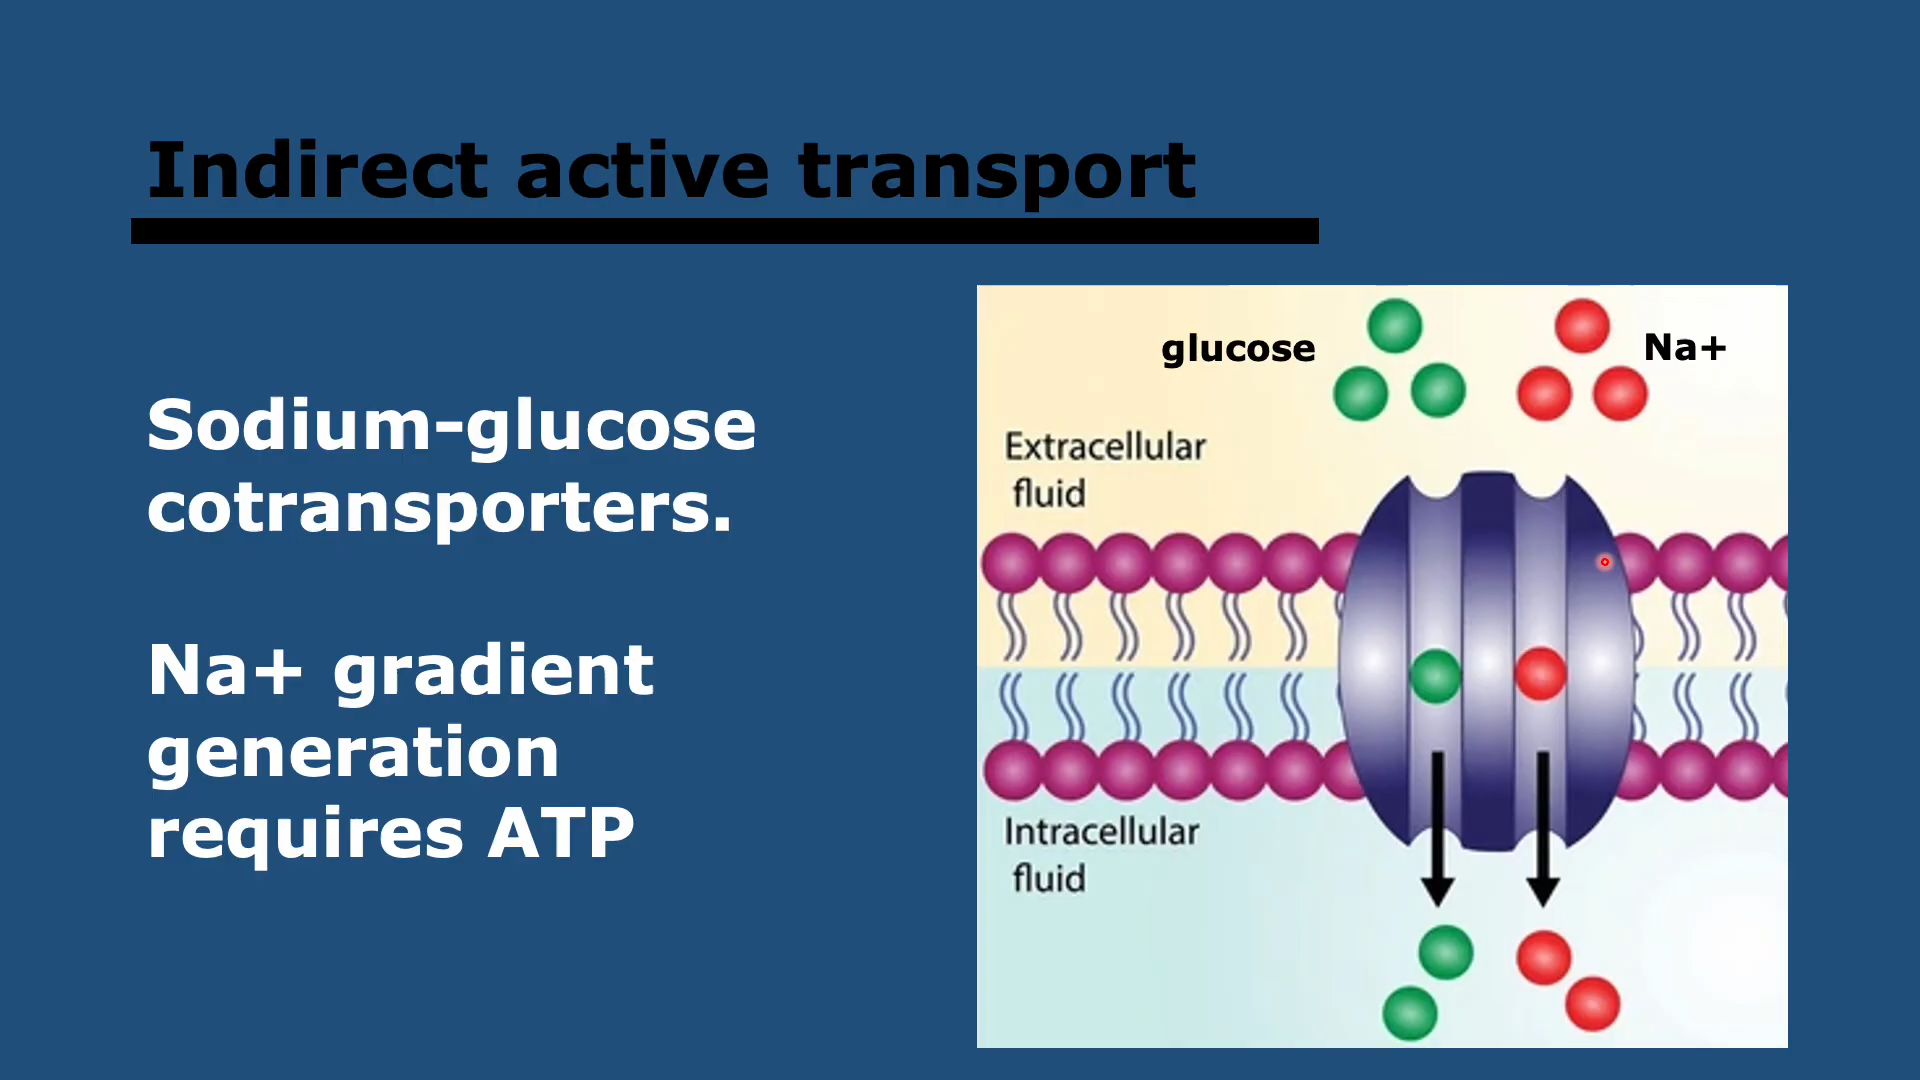 Indirect active transport
Sodium-glucose
cotransporters.
Na+ gradient
generation
requires ATP
glucose
Na+
Extracellular
fluid
Intracellular
fluid